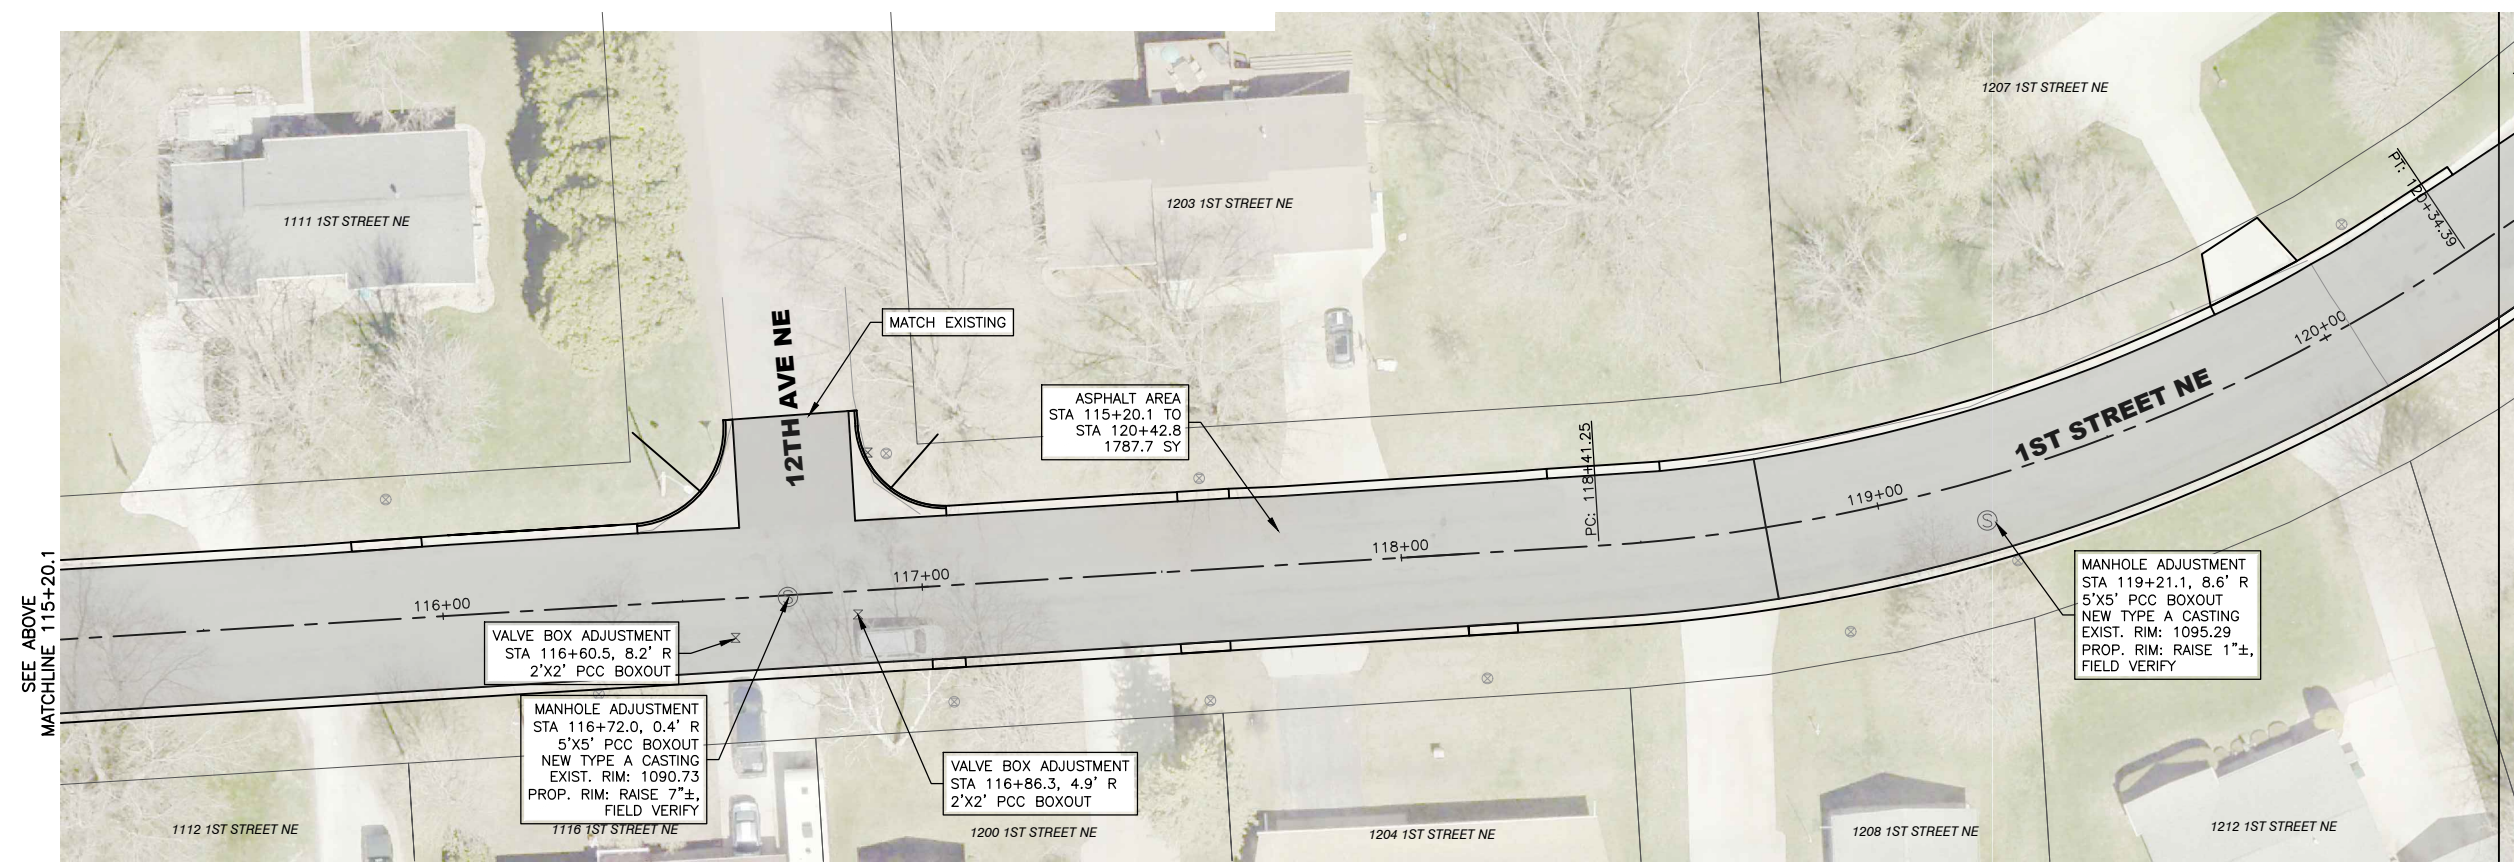 1207 1ST STREET NE
PT: 120+34.39
1203 1ST STREET NE
1111 1ST STREET NE
MATCH EXISTING
12TH AVE NE
120+00
1ST STREET NE
ASPHALT AREA
STA 115+20.1 TO
STA 120+42.8
1787.7 SY
PC: 118+41.25
119+00
S
118+00
117+00
116+00
S
SEE ABOVE
MATCHLINE 115+20.1
MANHOLE ADJUSTMENT
STA 119+21.1, 8.6' R
5'X5' PCC BOXOUT
NEW TYPE A CASTING
EXIST. RIM: 1095.29
PROP. RIM: RAISE 1"±,
FIELD VERIFY
VALVE BOX ADJUSTMENT
STA 116+60.5, 8.2' R
2'X2' PCC BOXOUT
MANHOLE ADJUSTMENT
STA 116+72.0, 0.4' R
5'X5' PCC BOXOUT
NEW TYPE A CASTING
EXIST. RIM: 1090.73
PROP. RIM: RAISE 7"±,
FIELD VERIFY
VALVE BOX ADJUSTMENT
STA 116+86.3, 4.9' R
2'X2' PCC BOXOUT
1112 1ST STREET NE
1116 1ST STREET NE
1200 1ST STREET NE
1204 1ST STREET NE
1208 1ST STREET NE
1212 1ST STREET NE